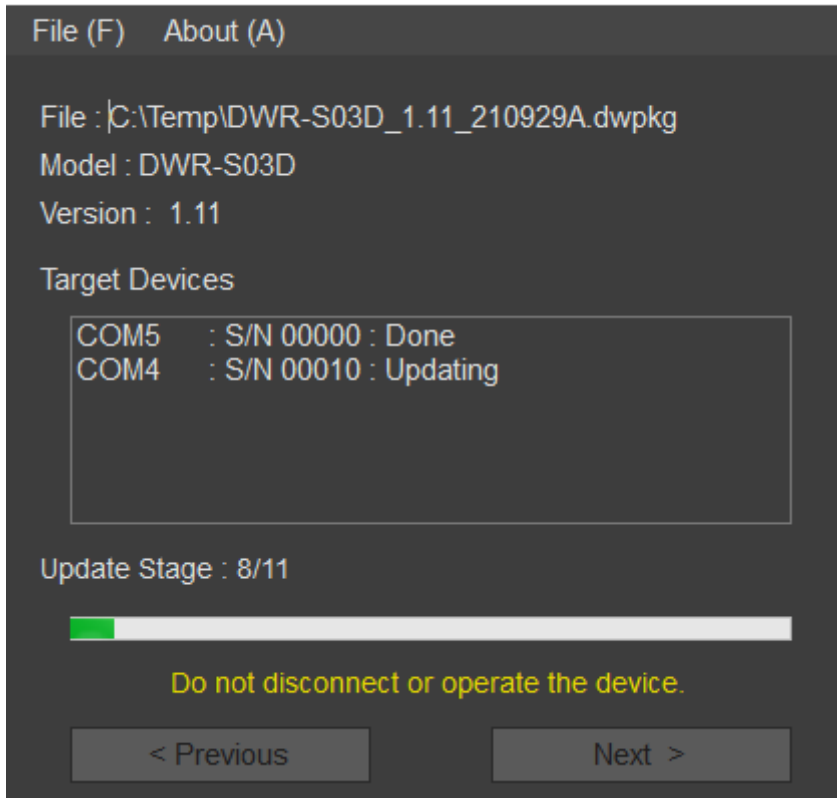 File (F) About (A)
File : C:\Temp\DWR-S03D_1.11_210929A.dwpkg
Model : DWR-S03D
Version : 1.11
Target Devices
COM5 : S/N 00000 : Done
COM4 : S/N 00010 : Updating
Update Stage : 8/11
Do not disconnect or operate the device.
< Previous Next >